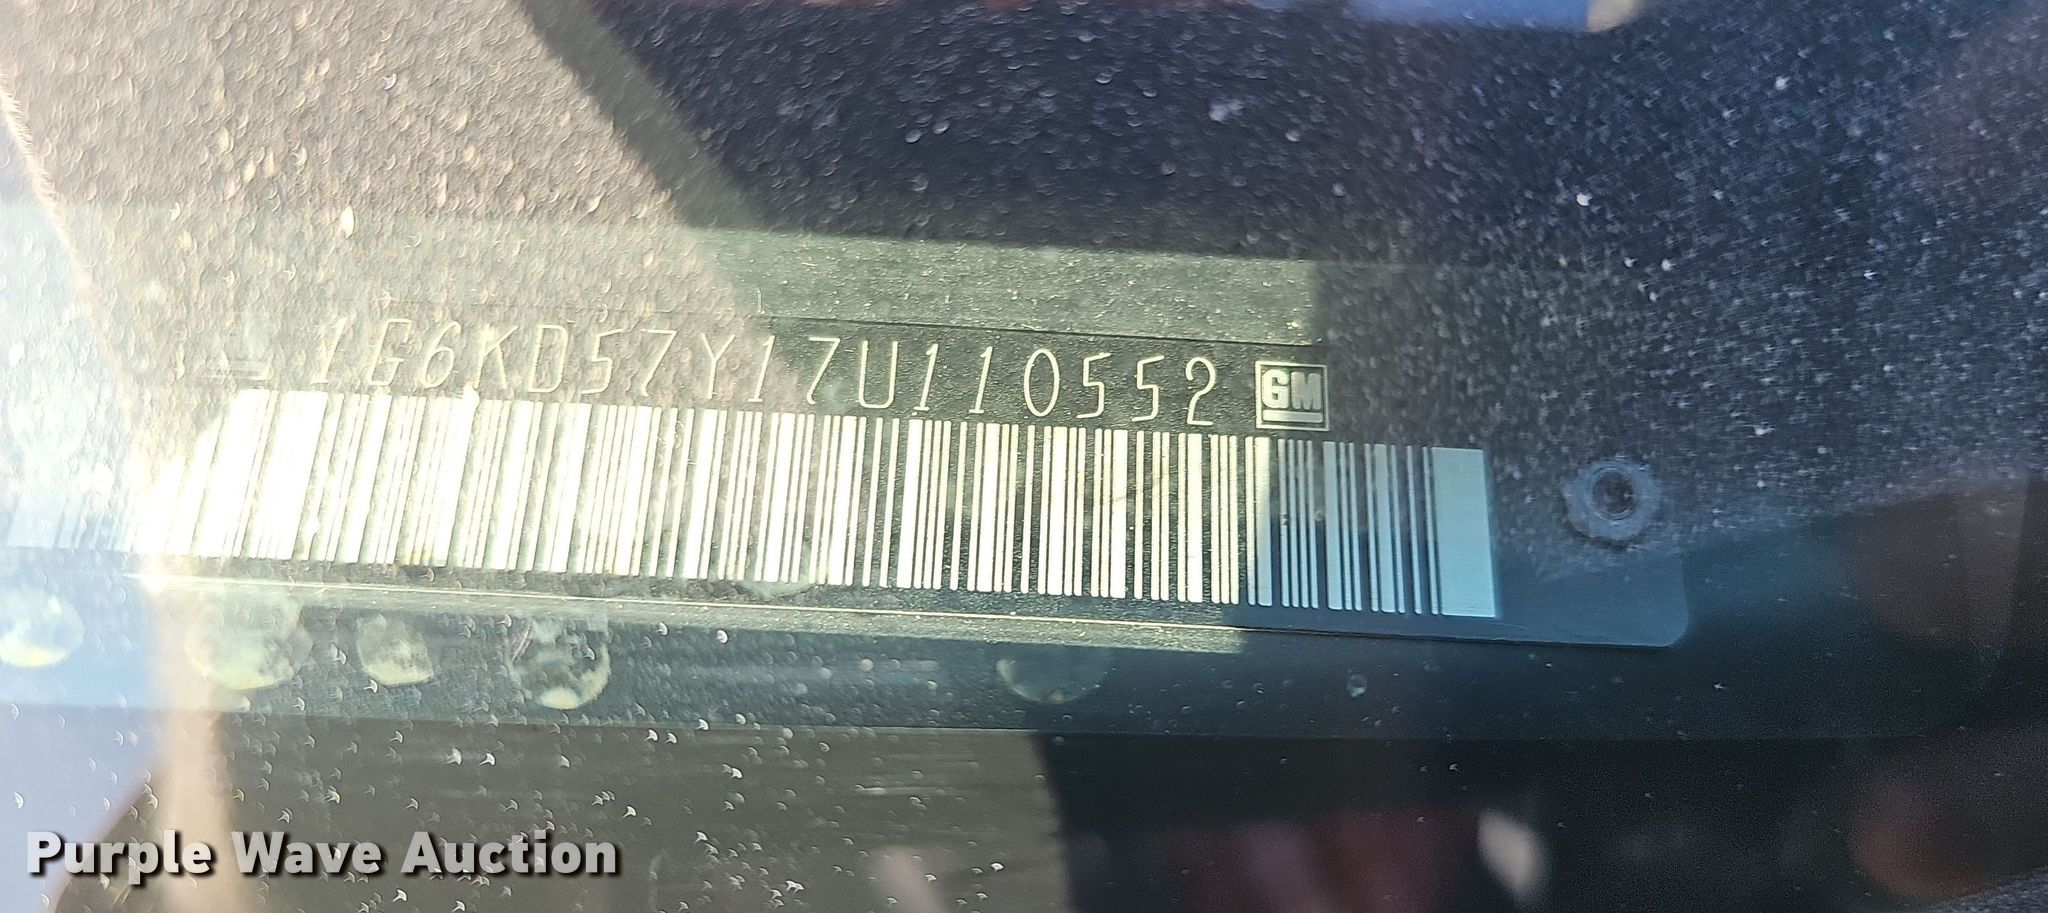 1G6KD57Y17U110552 GM
Purple Wave Auction